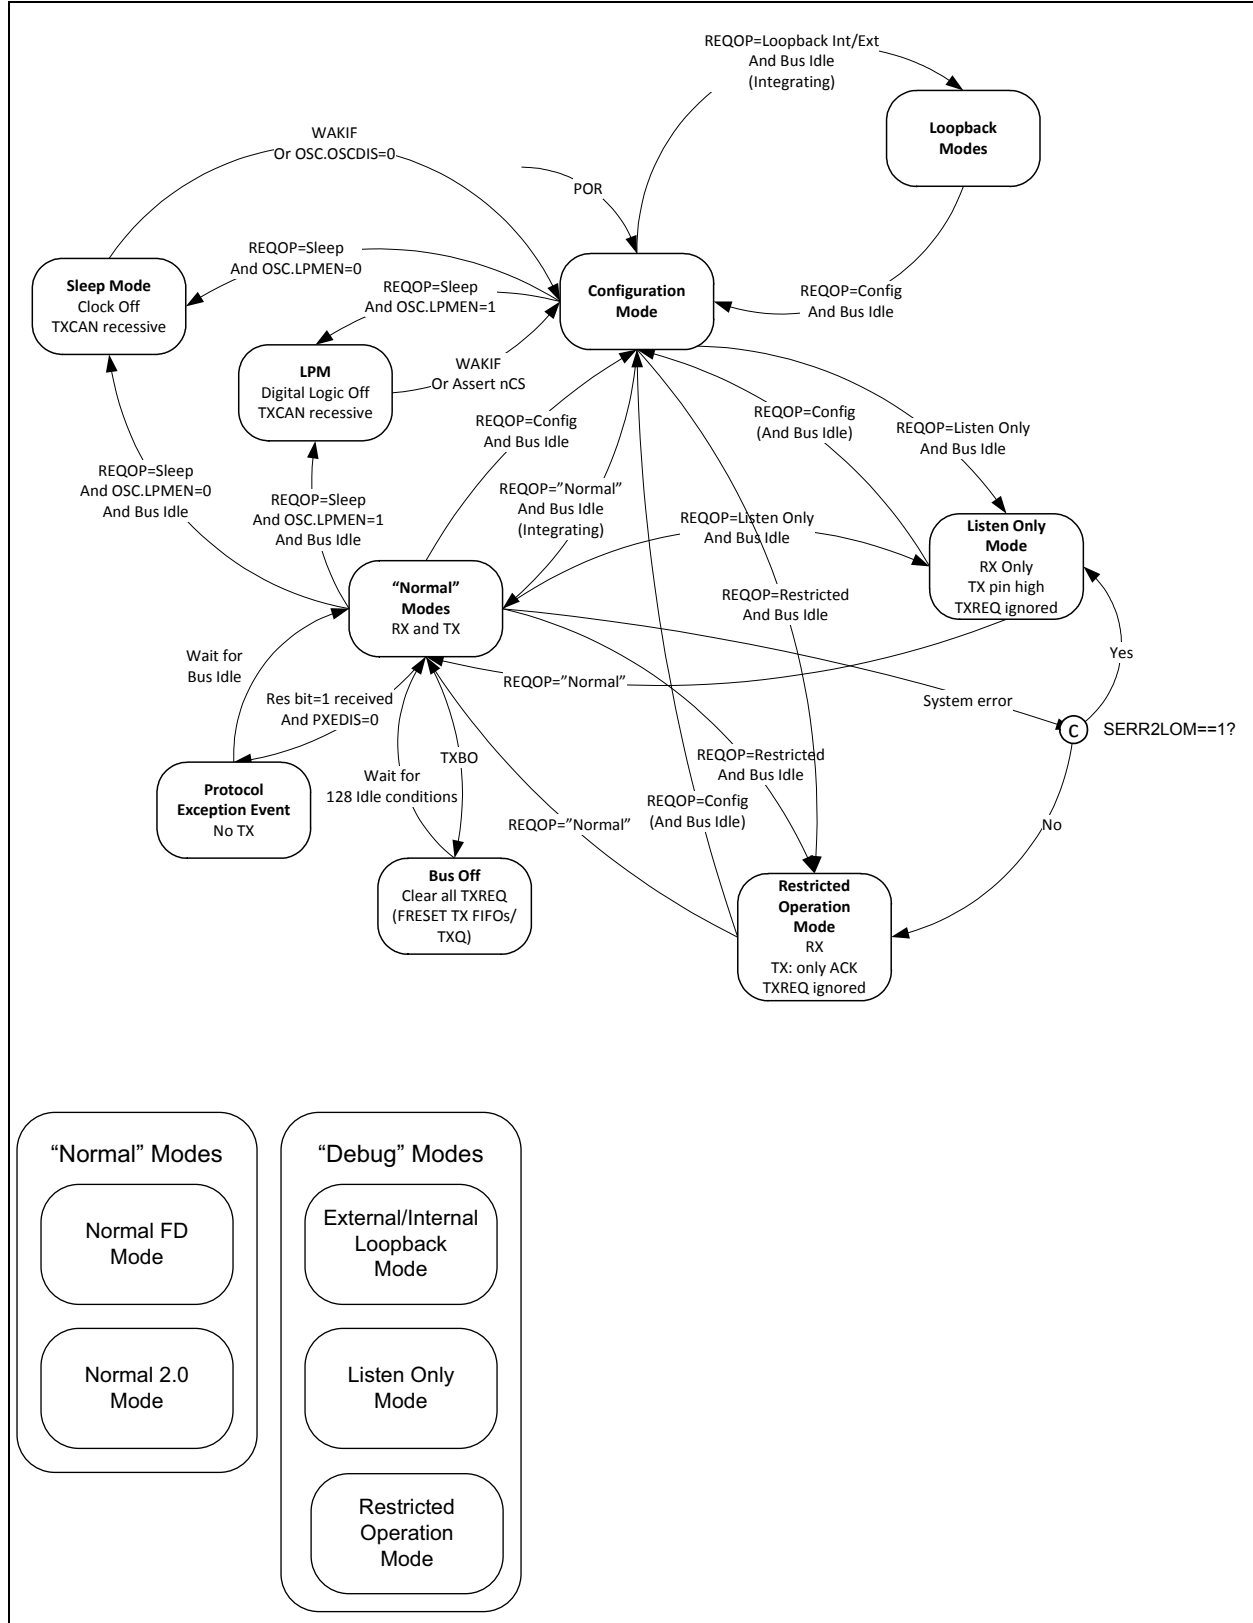 REQOP=Loopback Int/Ext
And Bus Idle
(Integrating)
Loopback
Modes
WAKIF
Or OSC.OSCDIS=0
POR
REQOP=Sleep
And OSC.LPMEN=0
Sleep Mode
Clock Off
TXCAN recessive
REQOP=Sleep
And OSC.LPMEN=1
Configuration
Mode
REQOP=Config
And Bus Idle
LPM
Digital Logic Off
TXCAN recessive
WAKIF
Or Assert nCS
REQOP=Config
And Bus Idle
REQOP=Config
(And Bus Idle)
REQOP=Listen Only
And Bus Idle
REQOP=Sleep
And OSC.LPMEN=0
And Bus Idle
REQOP=Sleep
And OSC.LPMEN=1
And Bus Idle
REQOP=”Normal”
And Bus Idle
(Integrating)
REQOP=Listen Only
And Bus Idle
Listen Only
Mode
RX Only
TX pin high
TXREQ ignored
“Normal”
Modes
RX and TX
REQOP=Restricted
And Bus Idle
Wait for
Bus Idle
Res bit=1 received
And PXEDIS=0
REQOP=”Normal”
System error
Yes
C
SERR2LOM==1?
Protocol
Exception Event
No TX
Wait for
128 Idle conditions
TXBO
REQOP=Restricted
And Bus Idle
REQOP=Config
(And Bus Idle)
REQOP=”Normal”
No
Bus Off
Clear all TXREQ
(FRESET TX FIFOs/
TXQ)
Restricted
Operation
Mode
RX
TX: only ACK
TXREQ ignored
“Normal” Modes
Normal FD
Mode
Normal 2.0
Mode
“Debug” Modes
External/Internal
Loopback
Mode
Listen Only
Mode
Restricted
Operation
Mode